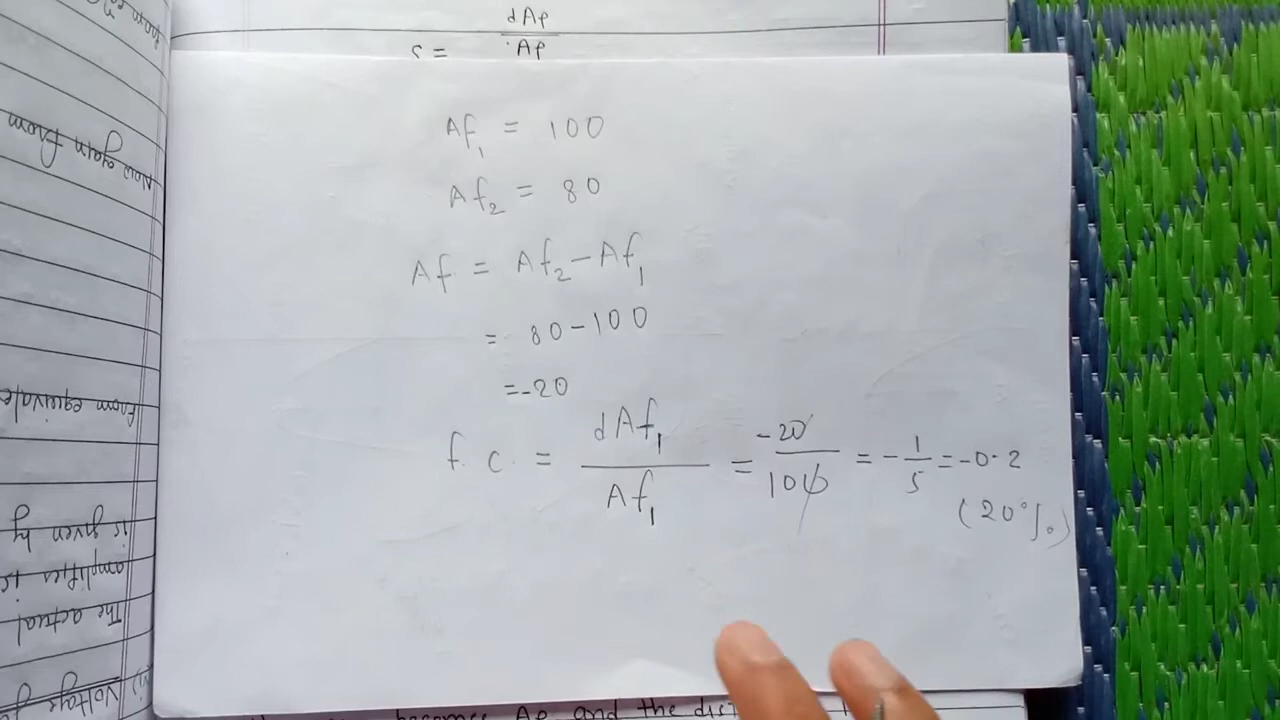 S = dAf / Af
Af₁ = 100
Af₂ = 80
Af = Af₂ - Af₁
= 80 - 100
= -20
f. c. = dAf₁ / Af₁ = -20 / 100 = -1/5 = -0.2
(20%)
Now gain from
from equivale
is given by
amplifier is
The actual
Voltage g
becomes Af and the dist